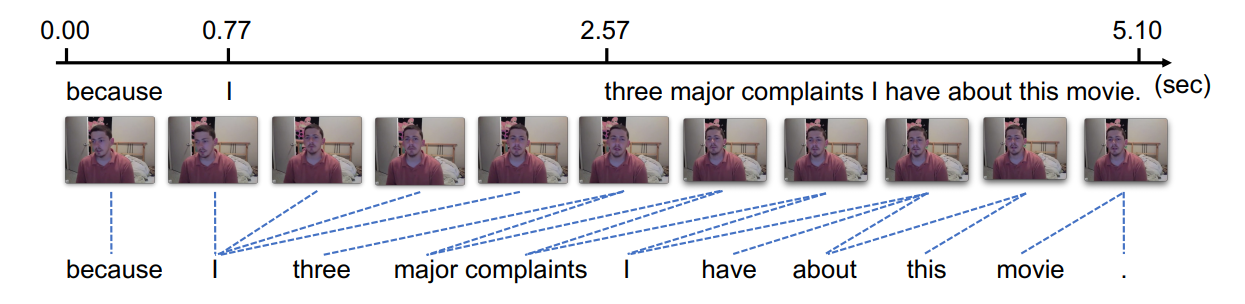 0.00 0.77 2.57 5.10
because I three major complaints I have about this movie. (sec)
because I three major complaints I have about this movie .